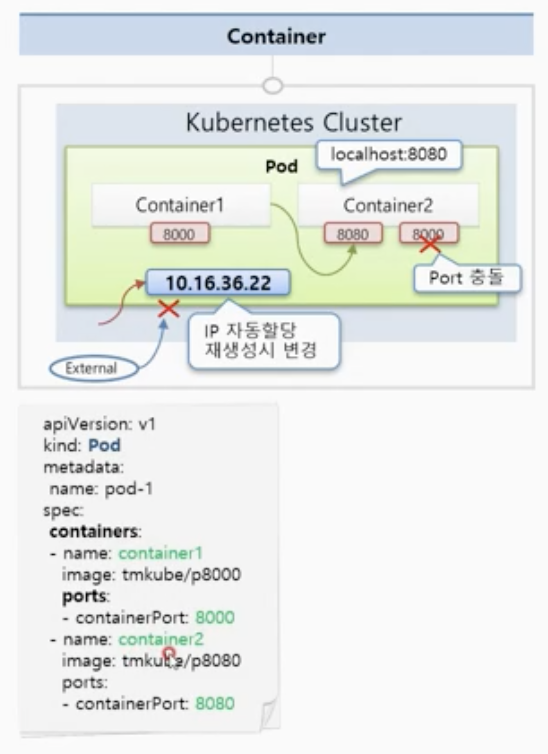 Container
Kubernetes Cluster
localhost:8080
Pod
Container1
Container2
8000
8080
8000
Port 충돌
10.16.36.22
IP 자동할당
재생성시 변경
External
apiVersion: v1
kind: Pod
metadata:
name: pod-1
spec:
containers:
- name: container1
image: tmkube/p8000
ports:
- containerPort: 8000
- name: container2
image: tmkube/p8080
ports:
- containerPort: 8080